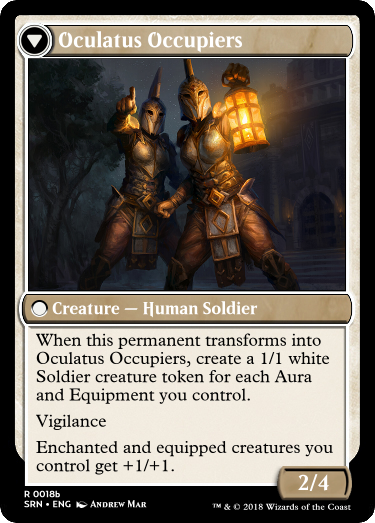 Oculatus Occupiers
Creature — Human Soldier
When this permanent transforms into
Oculatus Occupiers, create a 1/1 white
Soldier creature token for each Aura
and Equipment you control.
Vigilance
Enchanted and equipped creatures you
control get +1/+1.
2/4
R 0018b
SRN • ENG Andrew Mar
™ & © 2018 Wizards of the Coast